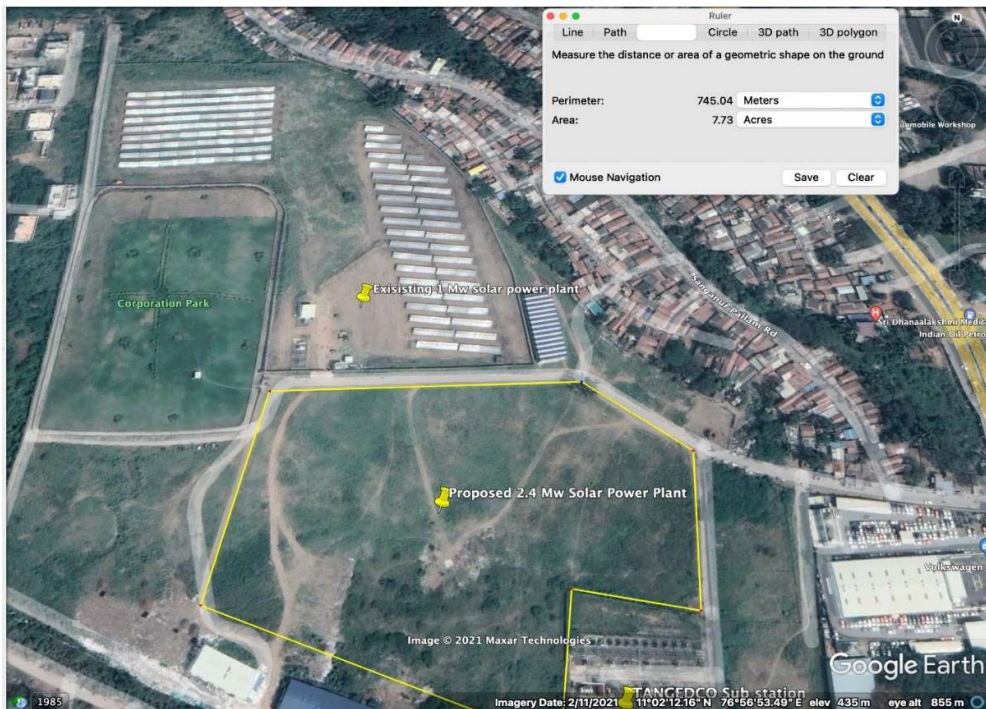 Ruler
Line Path Circle 3D path 3D polygon
Measure the distance or area of a geometric shape on the ground
Perimeter: 745.04 Meters
Area: 7.73 Acres
Mouse Navigation Save Clear
N
Corporation Park
Exisisting 1 Mw solar power plant
Sanganur Pallam Rd
Sri Dhanaalakshmi Medic
Indian Oil Petro
Proposed 2.4 Mw Solar Power Plant
Volkswagen
Image © 2021 Maxar Technologies
Google Earth
TANGEDCO Sub station
1985
Imagery Date: 2/11/2021 11°02'12.16" N 76°56'53.49" E elev 435 m eye alt 855 m